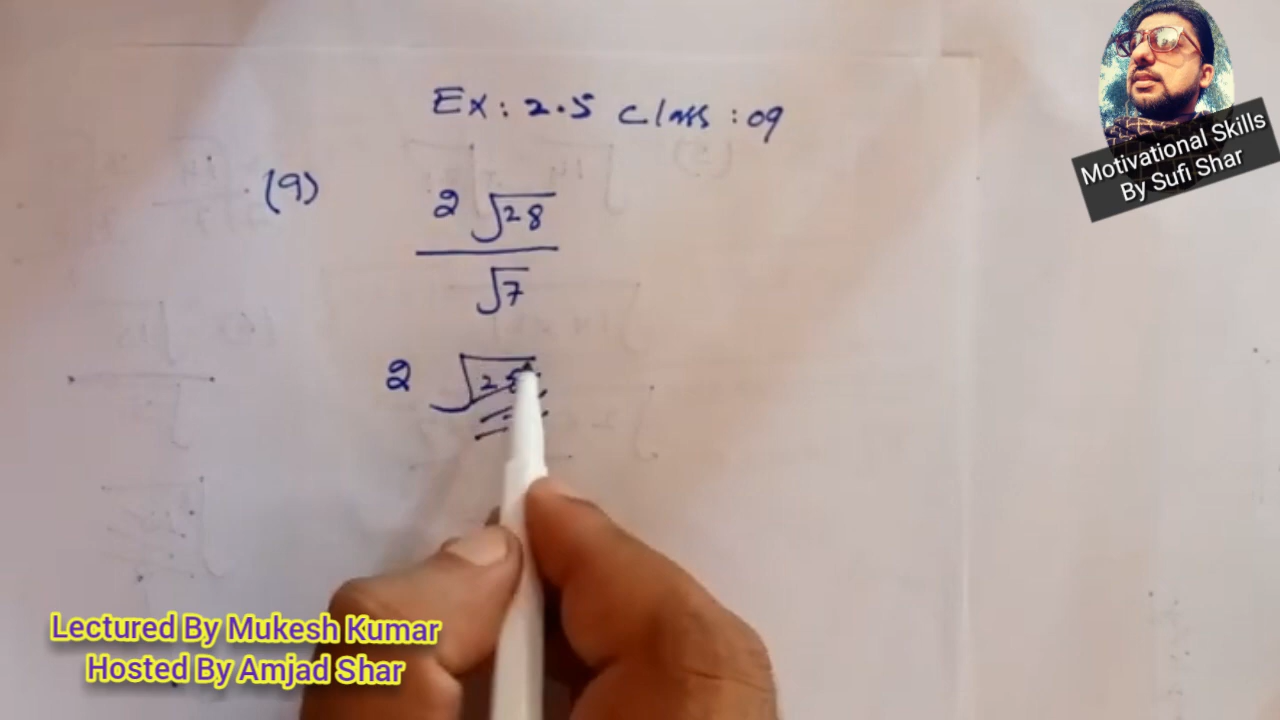 Ex: 2.5 Class: 09
(9) 2 √28
√7
2 √28
Motivational Skills
By Sufi Shar
Lectured By Mukesh Kumar
Hosted By Amjad Shar